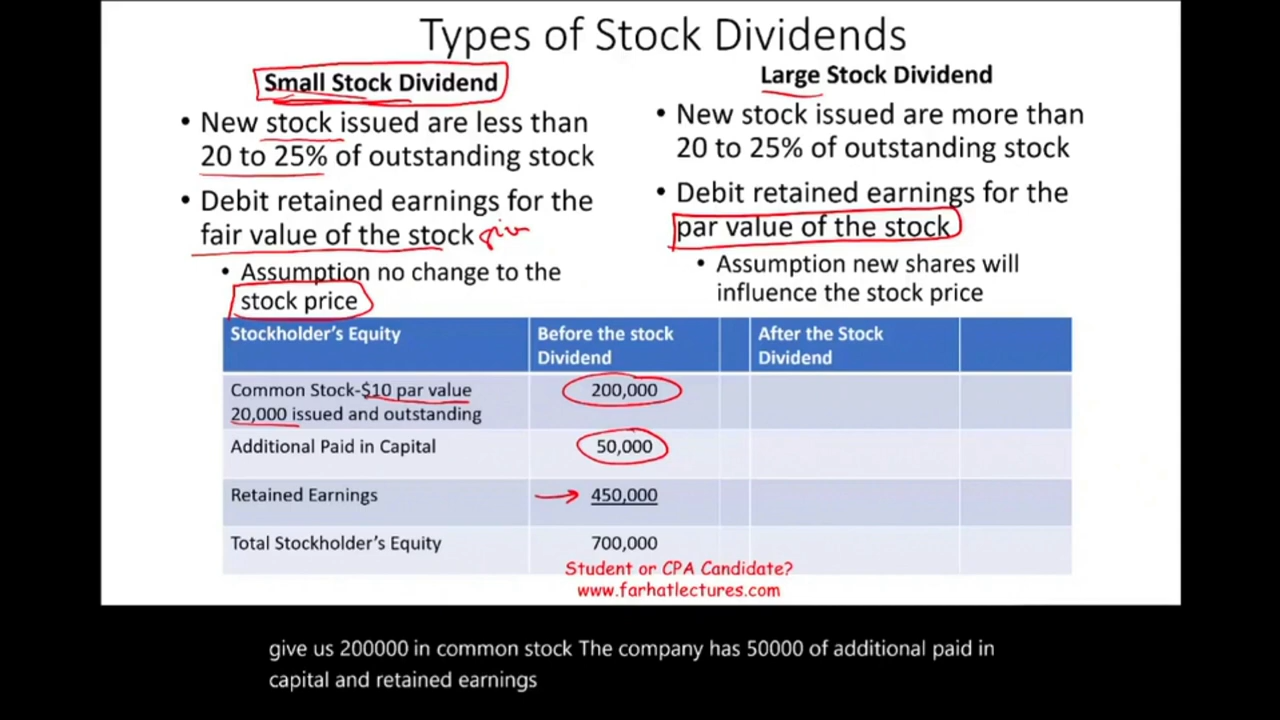 Types of Stock Dividends
Small Stock Dividend
• New stock issued are less than
20 to 25% of outstanding stock
• Debit retained earnings for the
fair value of the stock
• Assumption no change to the
stock price
Large Stock Dividend
• New stock issued are more than
20 to 25% of outstanding stock
• Debit retained earnings for the
par value of the stock
• Assumption new shares will
influence the stock price
Stockholder's Equity Before the stock After the Stock
Dividend Dividend
Common Stock-$10 par value 200,000
20,000 issued and outstanding
Additional Paid in Capital 50,000
Retained Earnings 450,000
Total Stockholder's Equity 700,000
Student or CPA Candidate?
www.farhatlectures.com
give us 200000 in common stock The company has 50000 of additional paid in
capital and retained earnings